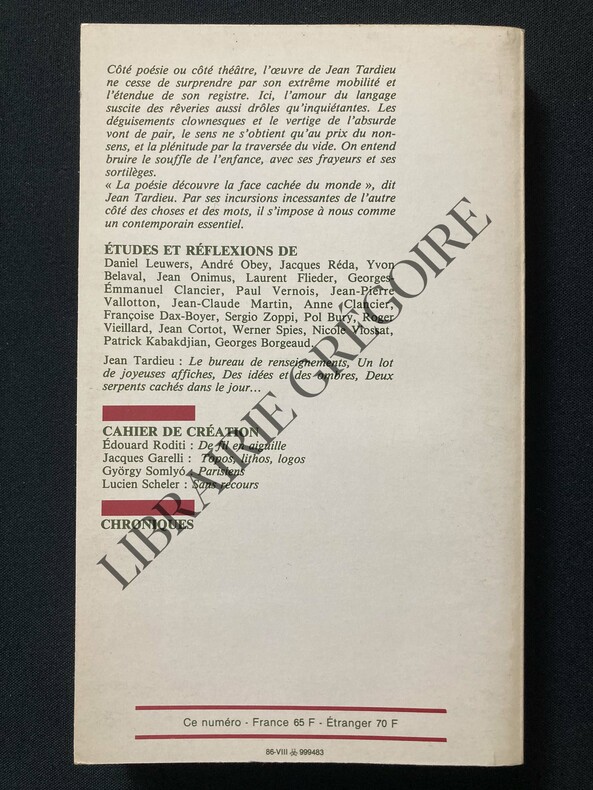 Côté poésie ou côté théâtre, l'œuvre de Jean Tardieu
ne cesse de surprendre par son extrême mobilité et
l'étendue de son registre. Ici, l'amour du langage
suscite des rêveries aussi drôles qu'inquiétantes. Les
déguisements clownesques et le vertige de l'absurde
vont de pair, le sens ne s'obtient qu'au prix du non-
sens, et la plénitude par la traversée du vide. On entend
bruire le souffle de l'enfance, avec ses frayeurs et ses
sortilèges.
« La poésie découvre la face cachée du monde », dit
Jean Tardieu. Par ses incursions incessantes de l'autre
côté des choses et des mots, il s'impose à nous comme
un contemporain essentiel.
ÉTUDES ET RÉFLEXIONS DE
Daniel Leuwers, André Obey, Jacques Réda, Yvon
Belaval, Jean Onimus, Laurent Flieder, Georges-
Emmanuel Clancier, Paul Vernois, Jean-Pierre
Vallotton, Jean-Claude Martin, Anne Clancier,
Françoise Dax-Boyer, Sergio Zoppi, Pol Bury, Roger
Vieillard, Jean Cortot, Werner Spies, Nicole Vlossat,
Patrick Kabakdjian, Georges Borgeaud.
Jean Tardieu : Le bureau de renseignements, Un lot
de joyeuses affiches, Des idées et des ombres, Deux
serpents cachés dans le jour...
CAHIER DE CRÉATION
Édouard Roditi : De fil en aiguille
Jacques Garelli : Topos, lithos, logos
György Somlyó : Parisiens
Lucien Scheler : Sans recours
CHRONIQUES
Ce numéro - France 65 F - Étranger 70 F
86-VIII 999483
LIBRAIRIE GRÉGOIRE